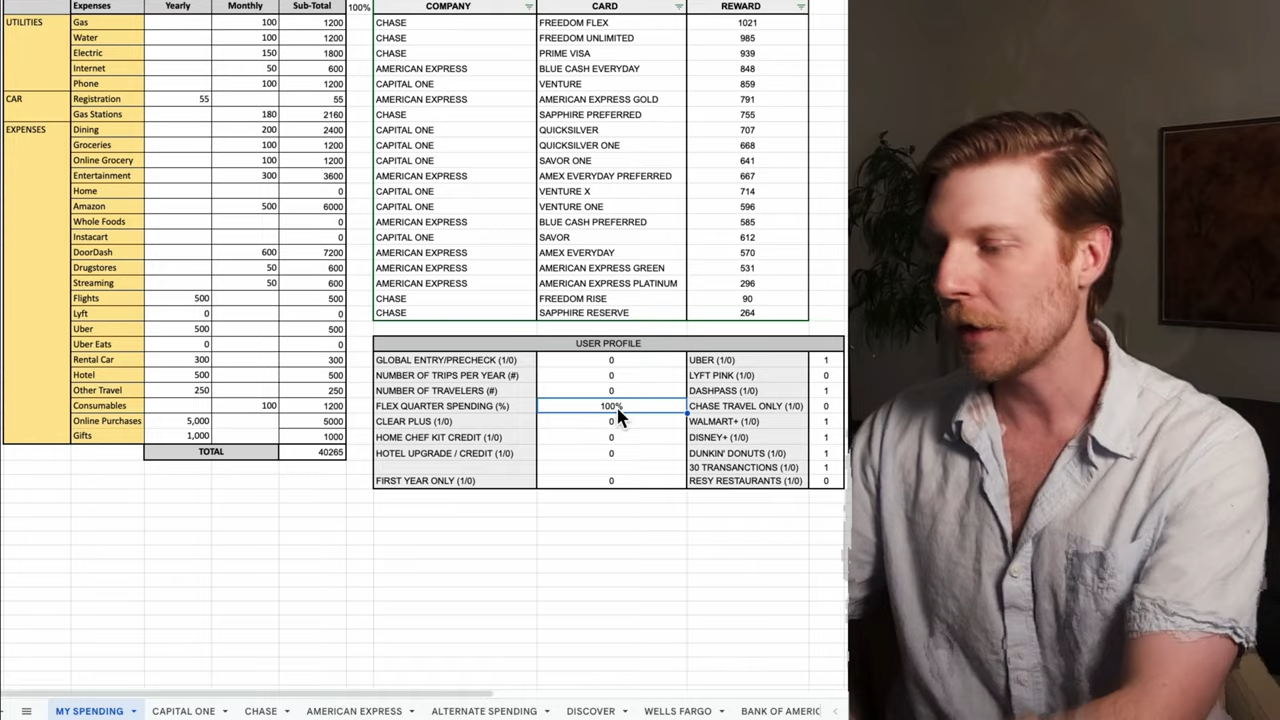 Expenses Yearly Monthly Sub-Total 100% COMPANY CARD REWARD
UTILITIES Gas 100 1200 CHASE FREEDOM FLEX 1021
Water 100 1200 CHASE FREEDOM UNLIMITED 985
Electric 150 1800 CHASE PRIME VISA 939
Internet 50 600 AMERICAN EXPRESS BLUE CASH EVERYDAY 848
Phone 100 1200 CAPITAL ONE VENTURE 859
CAR Registration 55 55 AMERICAN EXPRESS AMERICAN EXPRESS GOLD 791
Gas Stations 180 2160 CHASE SAPPHIRE PREFERRED 755
EXPENSES Dining 200 2400 CAPITAL ONE QUICKSILVER 707
Groceries 100 1200 CAPITAL ONE QUICKSILVER ONE 668
Online Grocery 100 1200 CAPITAL ONE SAVOR ONE 641
Entertainment 300 3600 AMERICAN EXPRESS AMEX EVERYDAY PREFERRED 667
Home 0 CAPITAL ONE VENTURE X 714
Amazon 500 6000 CAPITAL ONE VENTURE ONE 596
Whole Foods 0 AMERICAN EXPRESS BLUE CASH PREFERRED 585
Instacart 0 CAPITAL ONE SAVOR 612
DoorDash 600 7200 AMERICAN EXPRESS AMEX EVERYDAY 570
Drugstores 50 600 AMERICAN EXPRESS AMERICAN EXPRESS GREEN 531
Streaming 50 600 AMERICAN EXPRESS AMERICAN EXPRESS PLATINUM 296
Flights 500 500 CHASE FREEDOM RISE 90
Lyft 0 0 CHASE SAPPHIRE RESERVE 264
Uber 500 500
Uber Eats 0 0 USER PROFILE
Rental Car 300 300 GLOBAL ENTRY/PRECHECK (1/0) 0 UBER (1/0) 1
Hotel 500 500 NUMBER OF TRIPS PER YEAR (#) 0 LYFT PINK (1/0) 0
Other Travel 250 250 NUMBER OF TRAVELERS (#) 0 DASHPASS (1/0) 1
Consumables 100 1200 FLEX QUARTER SPENDING (%) 100% CHASE TRAVEL ONLY (1/0) 0
Online Purchases 5,000 5000 CLEAR PLUS (1/0) 0 WALMART+ (1/0) 1
Gifts 1,000 1000 HOME CHEF KIT CREDIT (1/0) 0 DISNEY+ (1/0) 1
TOTAL 40265 HOTEL UPGRADE / CREDIT (1/0) 0 DUNKIN' DONUTS (1/0) 1
30 TRANSANCTIONS (1/0) 1
FIRST YEAR ONLY (1/0) 0 RESY RESTAURANTS (1/0) 0
MY SPENDING CAPITAL ONE CHASE AMERICAN EXPRESS ALTERNATE SPENDING DISCOVER WELLS FARGO BANK OF AMERIC